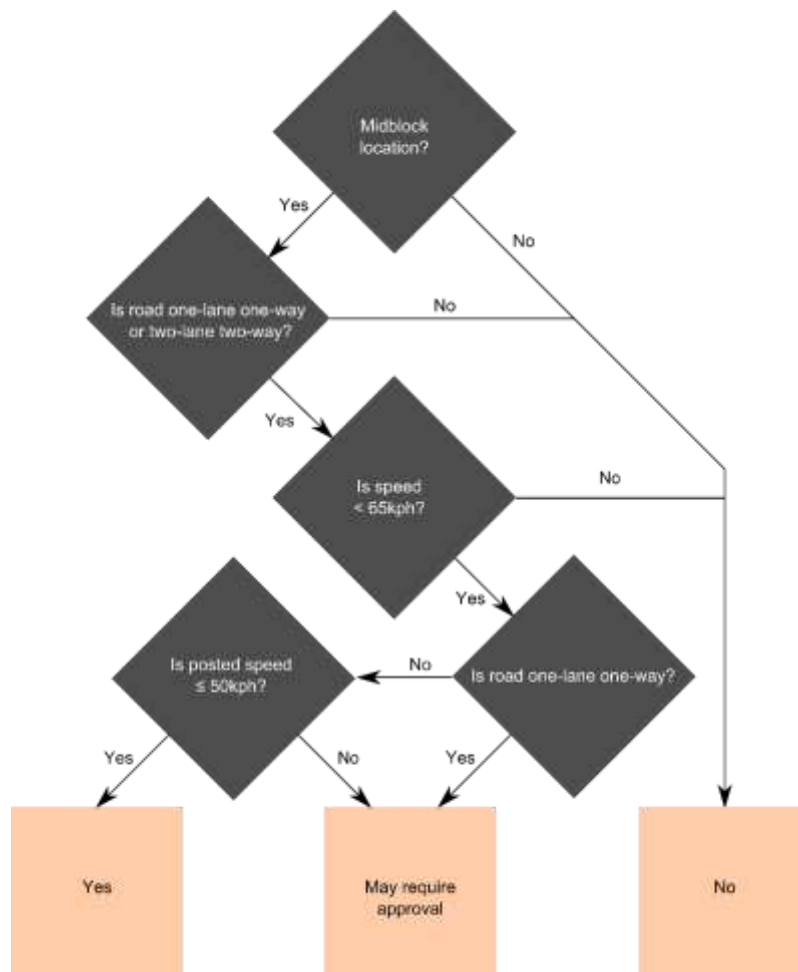 Midblock
location?
Yes
No
Is road one-lane one-way
or two-lane two-way?
No
Yes
Is speed
< 65kph?
No
Yes
Is posted speed
≤ 50kph?
No
Is road one-lane one-way?
Yes
No
Yes
Yes
May require
approval
No